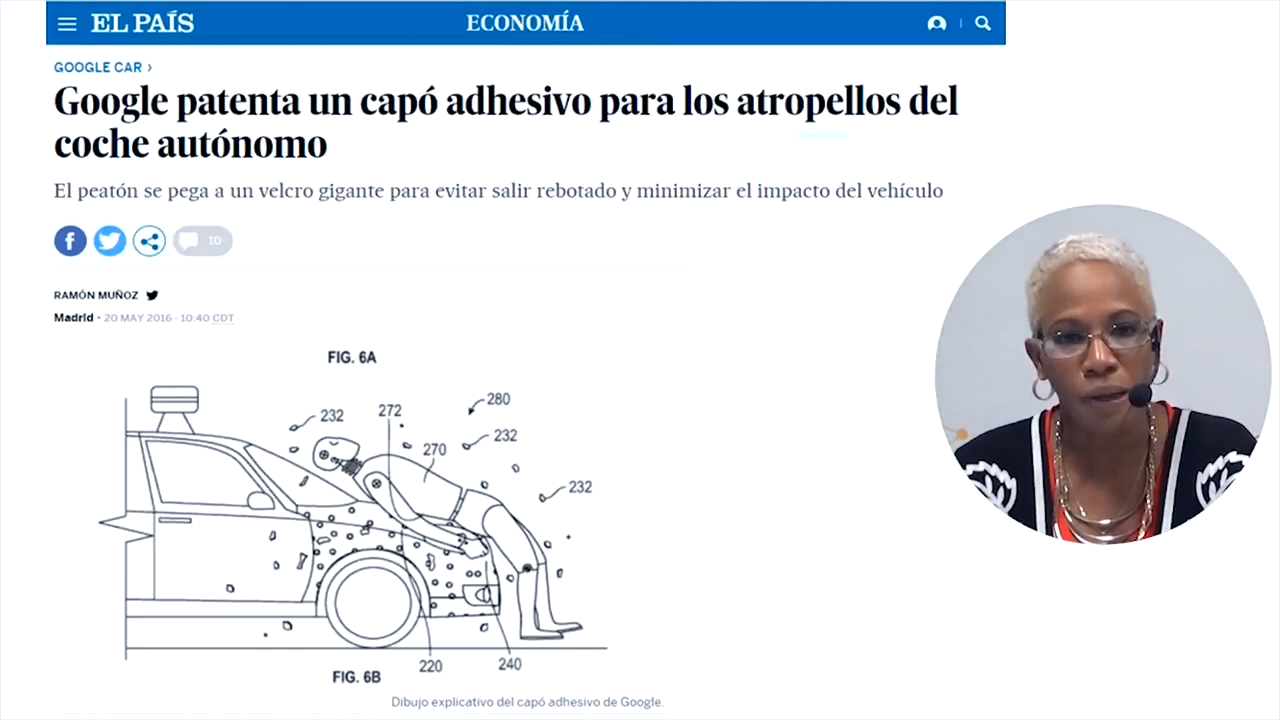 EL PAÍS
ECONOMÍA
GOOGLE CAR ›
Google patenta un capó adhesivo para los atropellos del
coche autónomo
El peatón se pega a un velcro gigante para evitar salir rebotado y minimizar el impacto del vehículo
10
RAMÓN MUÑOZ
Madrid - 20 MAY 2016 - 10:40 CDT
FIG. 6A
232
272
280
232
270
232
220
240
FIG. 6B
Dibujo explicativo del capó adhesivo de Google.